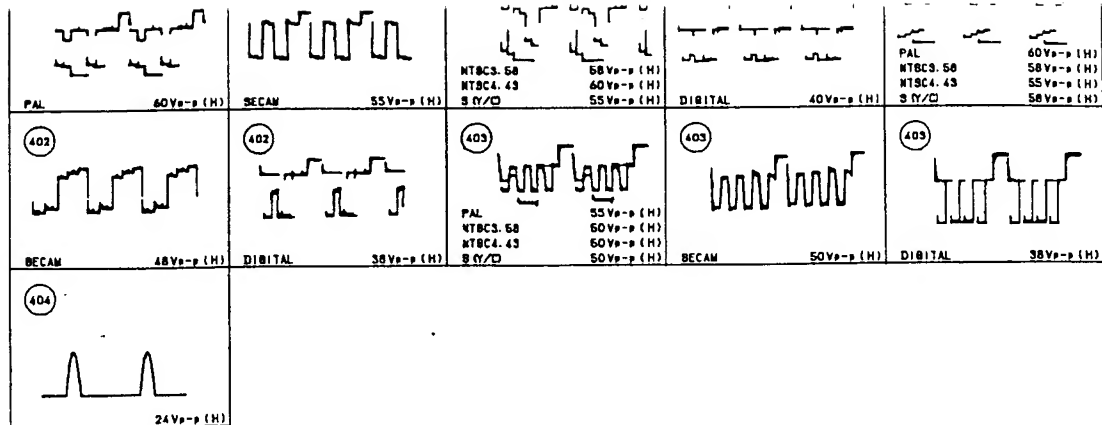 PAL 60Vp-p (H)
SECAM 55Vp-p (H)
NTSC3.58 58Vp-p (H)
NTSC4.43 60Vp-p (H)
S (Y/C) 55Vp-p (H)
DIGITAL 40Vp-p (H)
PAL 60Vp-p (H)
NTSC3.58 58Vp-p (H)
NTSC4.43 55Vp-p (H)
S (Y/C) 58Vp-p (H)
402
SECAM 48Vp-p (H)
402
DIGITAL 38Vp-p (H)
403
PAL 55Vp-p (H)
NTSC3.58 60Vp-p (H)
NTSC4.43 60Vp-p (H)
S (Y/C) 50Vp-p (H)
403
SECAM 50Vp-p (H)
403
DIGITAL 38Vp-p (H)
404
24Vp-p (H)